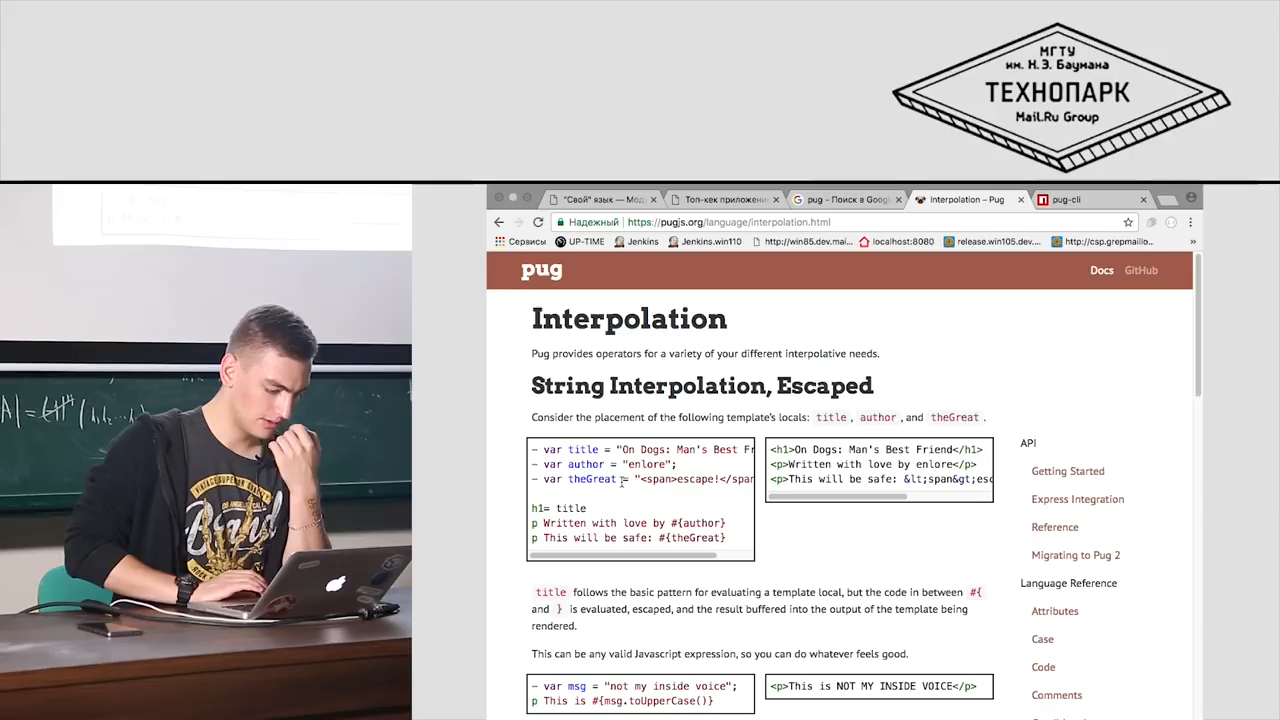 МГТУ
им. Н.Э. Баумана
ТЕХНОПАРК
Mail.Ru Group
"Свой" язык — Мод
Топ-кек приложени
pug - Поиск в Googl
Interpolation – Pug
pug-cli
Надежный
https://pugjs.org/language/interpolation.html
Сервисы
UP-TIME
Jenkins
Jenkins.win110
http://win85.dev.mai...
localhost:8080
release.win105.dev....
http://csp.grepmailo...
»
pug
Docs
GitHub
Interpolation
Pug provides operators for a variety of your different interpolative needs.
String Interpolation, Escaped
Consider the placement of the following template's locals: title, author, and theGreat.
- var title = "On Dogs: Man's Best Fr
- var author = "enlore";
- var theGreat = "<span>escape!</span
h1= title
p Written with love by #{author}
p This will be safe: #{theGreat}
<h1>On Dogs: Man's Best Friend</h1>
<p>Written with love by enlore</p>
<p>This will be safe: &lt;span&gt;esc
title follows the basic pattern for evaluating a template local, but the code in between #{
and } is evaluated, escaped, and the result buffered into the output of the template being
rendered.
This can be any valid Javascript expression, so you can do whatever feels good.
- var msg = "not my inside voice";
p This is #{msg.toUpperCase()}
<p>This is NOT MY INSIDE VOICE</p>
API
Getting Started
Express Integration
Reference
Migrating to Pug 2
Language Reference
Attributes
Case
Code
Comments